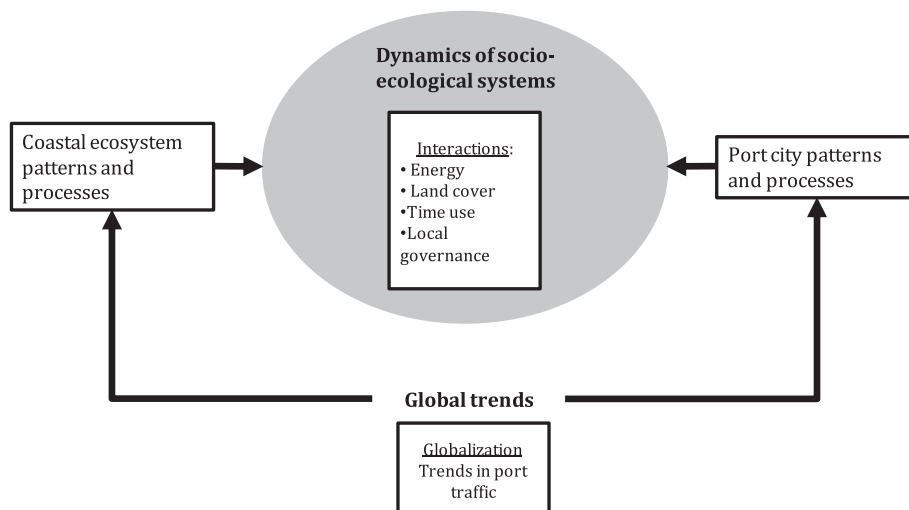 Dynamics of socio-
ecological systems
Coastal ecosystem
patterns and
processes
Interactions:
• Energy
• Land cover
•Time use
•Local
governance
Port city patterns
and processes
Global trends
Globalization
Trends in port
traffic